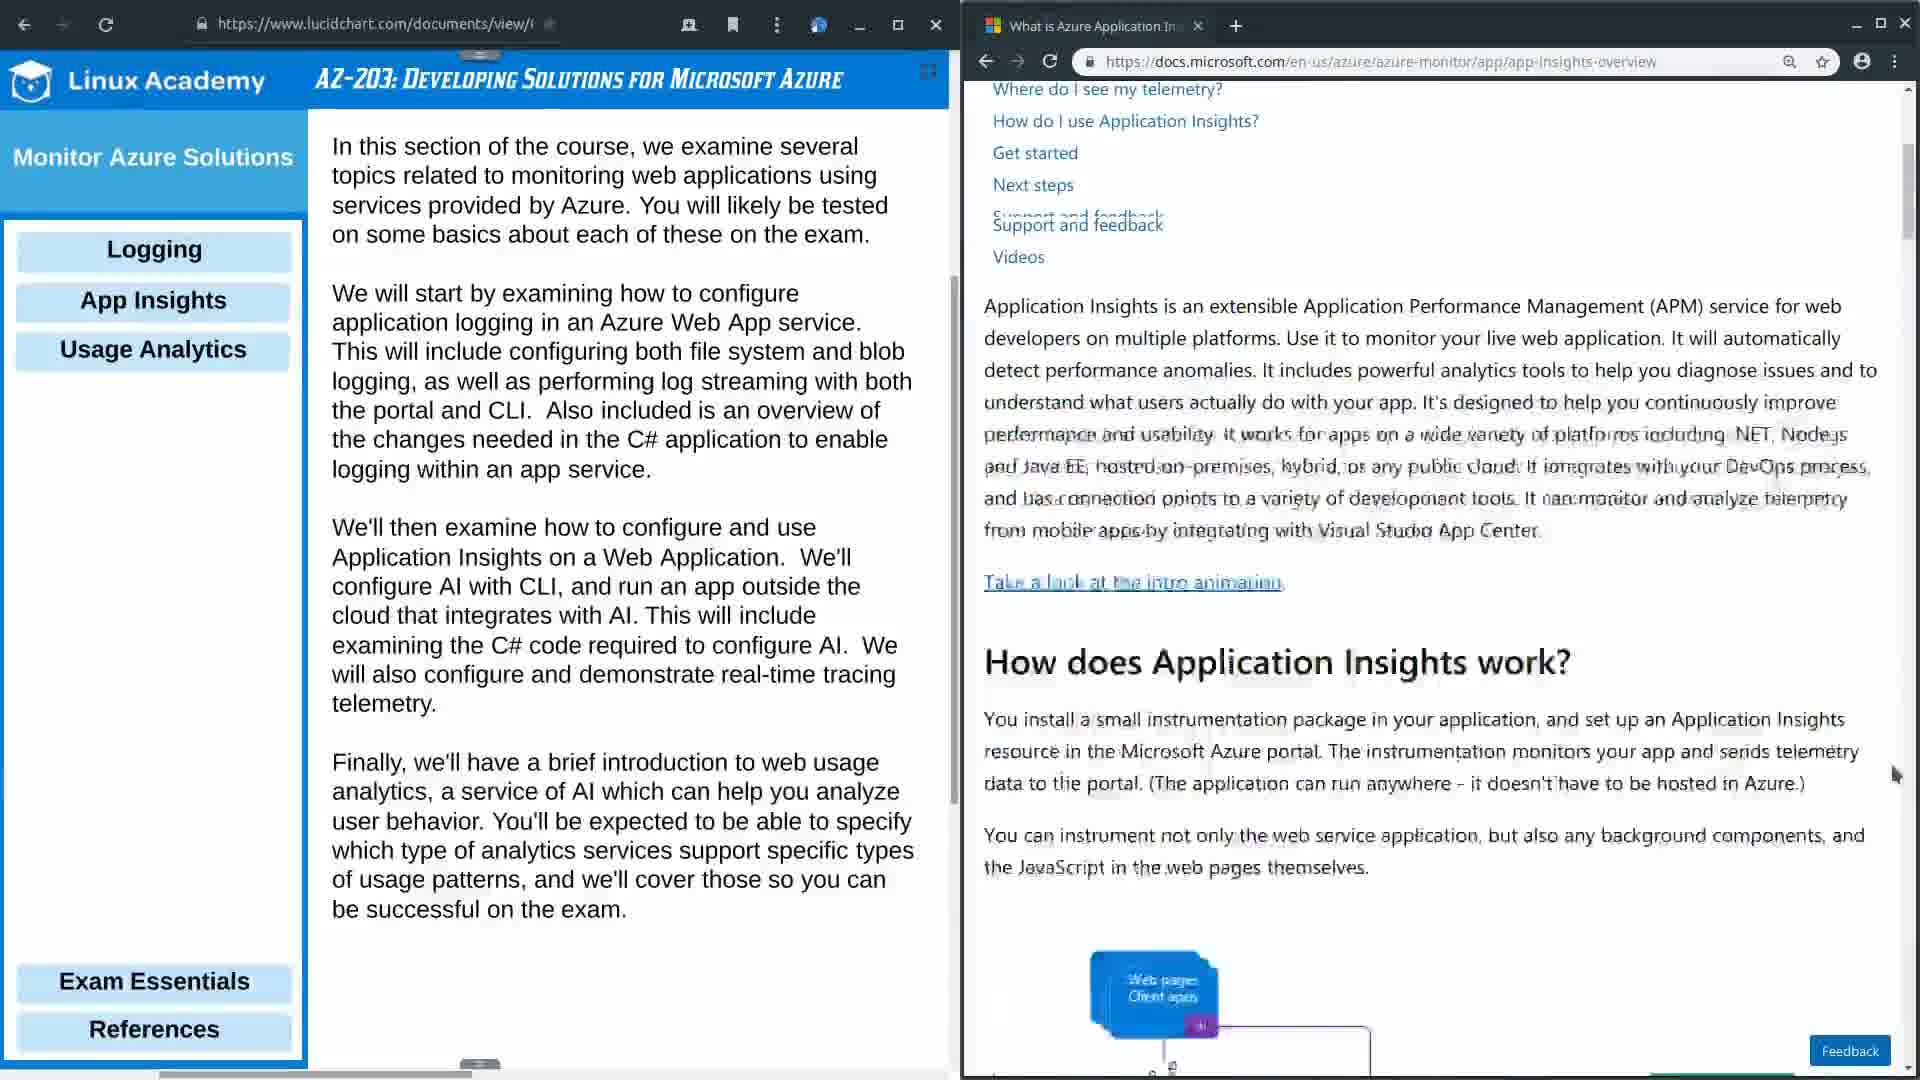 https://www.lucidchart.com/documents/view/
Linux Academy
AZ-203: Developing Solutions for Microsoft Azure
Monitor Azure Solutions
Logging
App Insights
Usage Analytics
Exam Essentials
References
In this section of the course, we examine several
topics related to monitoring web applications using
services provided by Azure. You will likely be tested
on some basics about each of these on the exam.
We will start by examining how to configure
application logging in an Azure Web App service.
This will include configuring both file system and blob
logging, as well as performing log streaming with both
the portal and CLI.  Also included is an overview of
the changes needed in the C# application to enable
logging within an app service.
We'll then examine how to configure and use
Application Insights on a Web Application.  We'll
configure AI with CLI, and run an app outside the
cloud that integrates with AI. This will include
examining the C# code required to configure AI.  We
will also configure and demonstrate real-time tracing
telemetry.
Finally, we'll have a brief introduction to web usage
analytics, a service of AI which can help you analyze
user behavior. You'll be expected to be able to specify
which type of analytics services support specific types
of usage patterns, and we'll cover those so you can
be successful on the exam.
What is Azure Application In
https://docs.microsoft.com/en-us/azure/azure-monitor/app/app-insights-overview
Where do I see my telemetry?
How do I use Application Insights?
Get started
Next steps
Support and feedback
Support and feedback
Videos
Application Insights is an extensible Application Performance Management (APM) service for web
developers on multiple platforms. Use it to monitor your live web application. It will automatically
detect performance anomalies. It includes powerful analytics tools to help you diagnose issues and to
understand what users actually do with your app. It's designed to help you continuously improve
performance and usability. It works for apps on a wide variety of platforms including .NET, Node.js
and Java EE, hosted on-premises, hybrid, or any public cloud. It integrates with your DevOps process,
and has connection points to a variety of development tools. It can monitor and analyze telemetry
from mobile apps by integrating with Visual Studio App Center.
Take a look at the intro animation.
How does Application Insights work?
You install a small instrumentation package in your application, and set up an Application Insights
resource in the Microsoft Azure portal. The instrumentation monitors your app and sends telemetry
data to the portal. (The application can run anywhere - it doesn't have to be hosted in Azure.)
You can instrument not only the web service application, but also any background components, and
the JavaScript in the web pages themselves.
Web pages
Client apps
Feedback